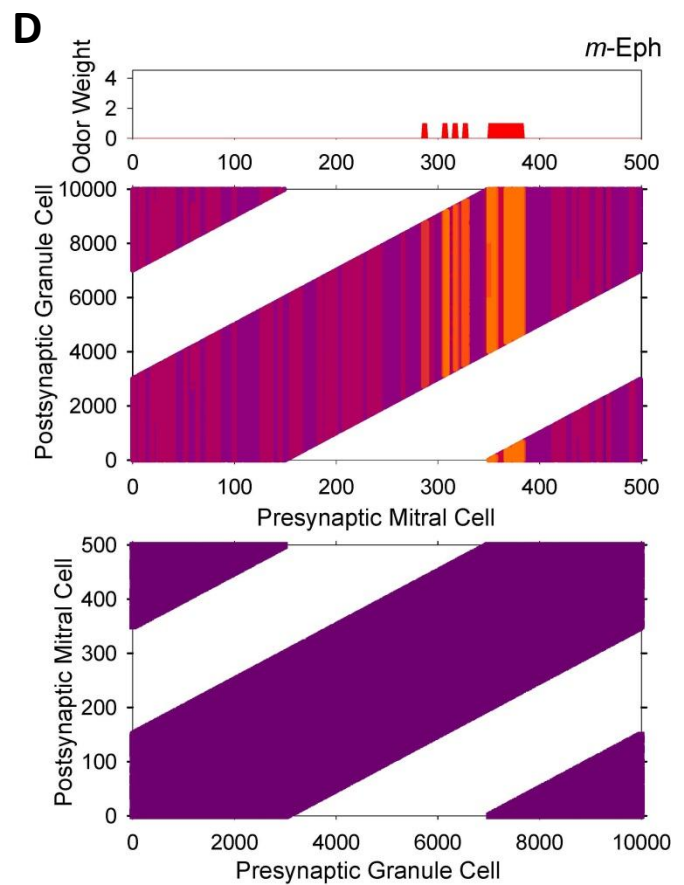 D
m-Eph
Odor Weight
4
2
0
0 100 200 300 400 500
Postsynaptic Granule Cell
10000
8000
6000
4000
2000
0
0 100 200 300 400 500
Presynaptic Mitral Cell
Postsynaptic Mitral Cell
500
400
300
200
100
0
0 2000 4000 6000 8000 10000
Presynaptic Granule Cell